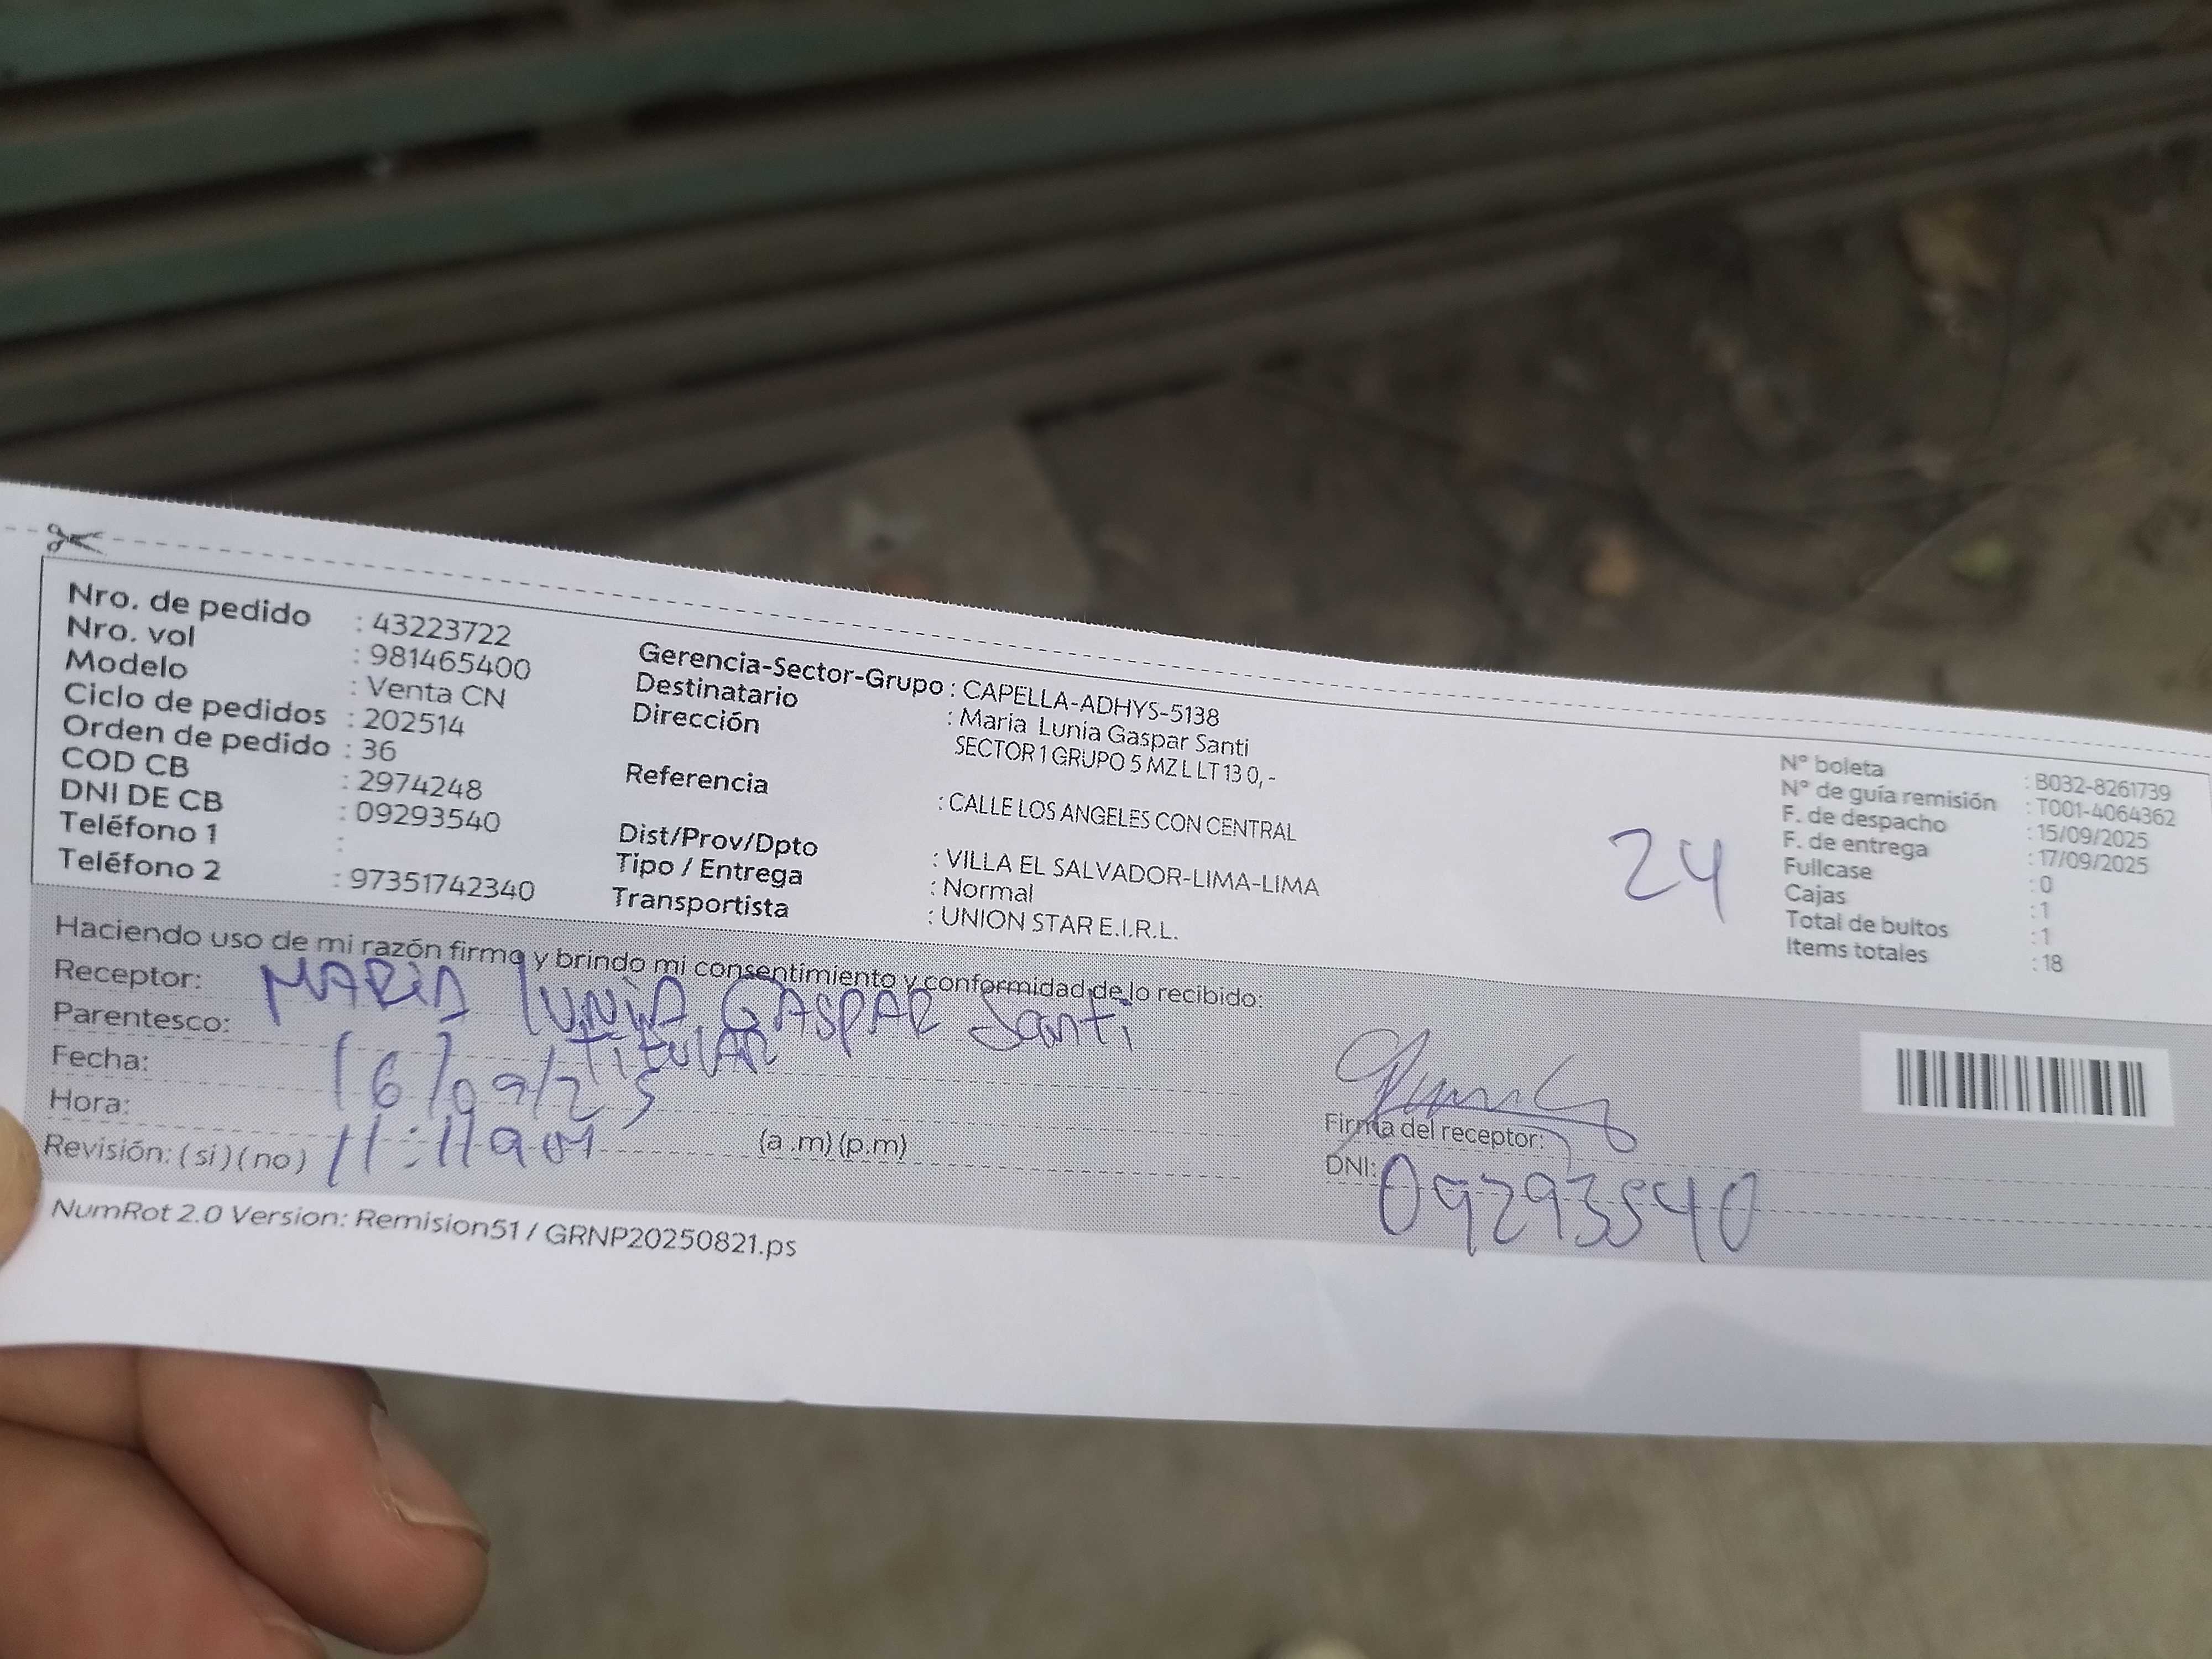 Nro. de pedido : 43223722
Nro. vol : 981465400
Modelo : Venta CN
Ciclo de pedidos : 202514
Orden de pedido : 36
COD CB : 2974248
DNI DE CB : 09293540
Teléfono 1 :
Teléfono 2 : 97351742340
Gerencia-Sector-Grupo : CAPELLA-ADHYS-5138
Destinatario : Maria Lunia Gaspar Santi
Dirección SECTOR 1 GRUPO 5 MZ L LT 13 0, -
Referencia : CALLE LOS ANGELES CON CENTRAL
Dist/Prov/Dpto : VILLA EL SALVADOR-LIMA-LIMA
Tipo / Entrega : Normal
Transportista : UNION STAR E.I.R.L.
24
N° boleta : B032-8261739
N° de guía remisión : T001-4064362
F. de despacho : 15/09/2025
F. de entrega : 17/09/2025
Fullcase : 0
Cajas : 1
Total de bultos : 1
Items totales : 18
Haciendo uso de mi razón firmo y brindo mi consentimiento y conformidad de lo recibido:
Receptor: MARIA lUNIA GASPAR Santi
Parentesco: TitULAR
Fecha: 16/09/25
Hora: 11:11 am (a .m) (p.m)
Revisión: ( si ) ( no )
Firma del receptor:
DNI: 09293540
NumRot 2.0 Version: Remision51 / GRNP20250821.ps